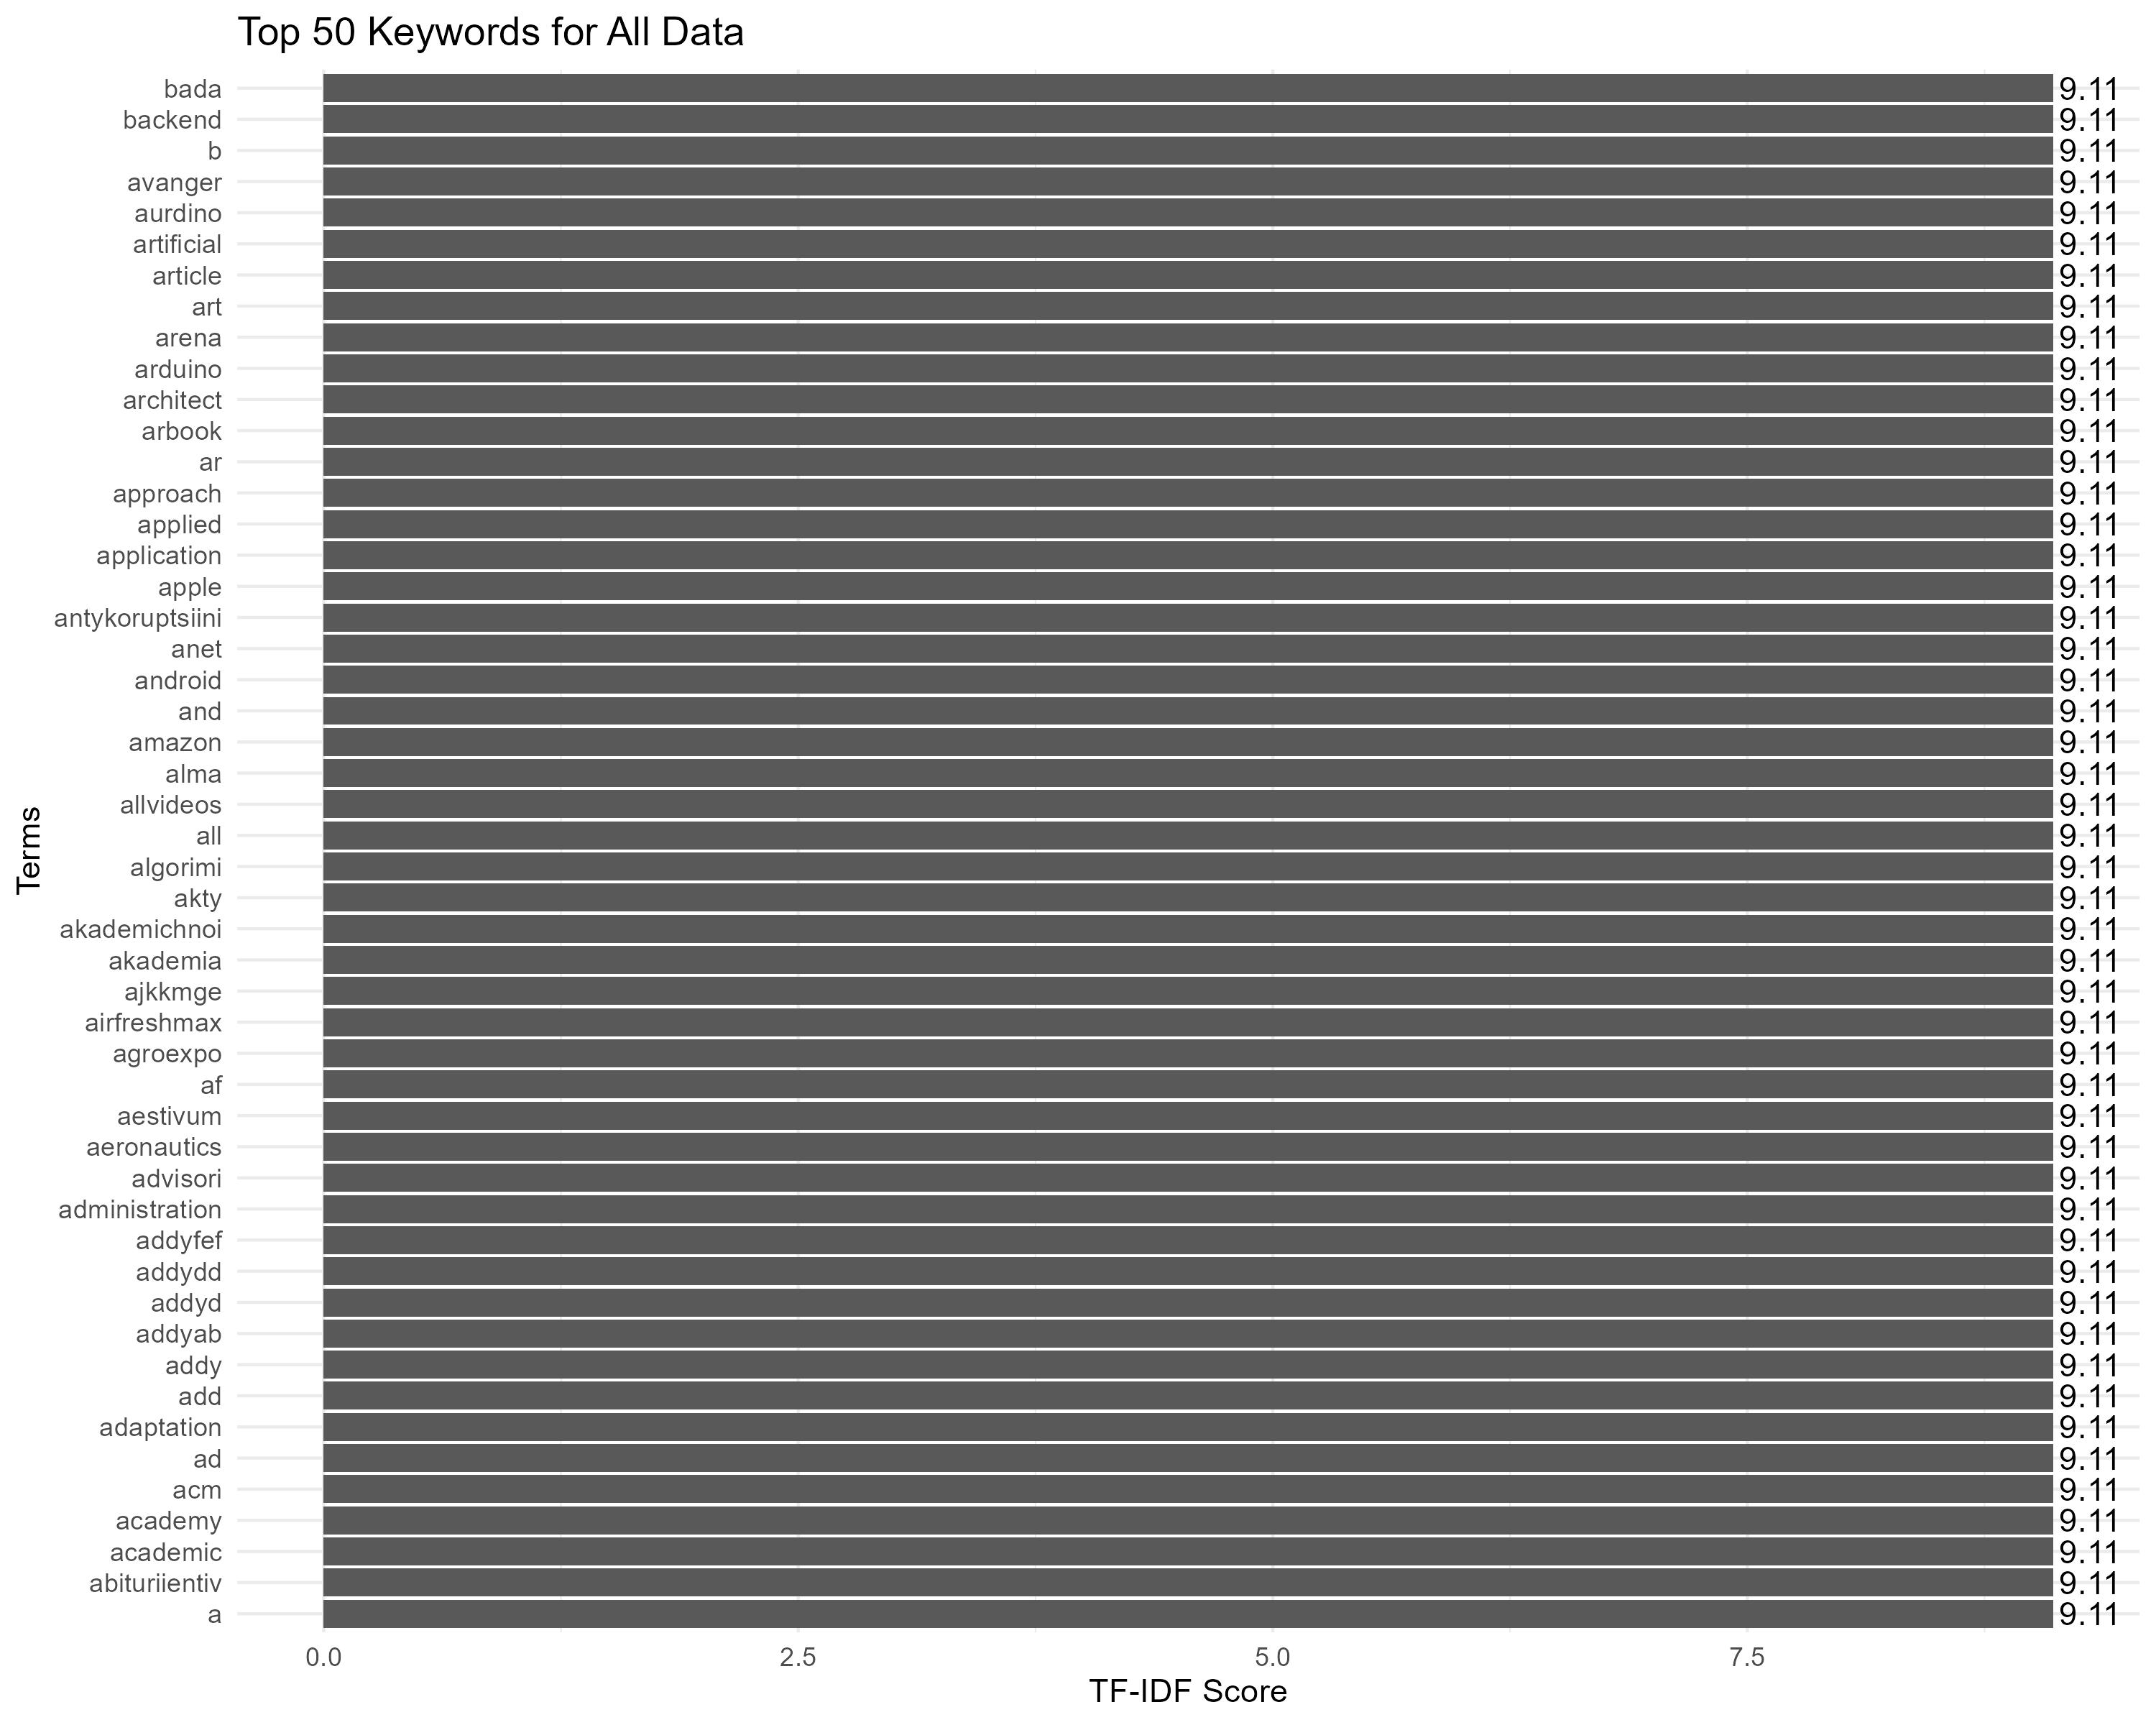 Top 50 Keywords for All Data
bada 9.11
backend 9.11
b 9.11
avanger 9.11
aurdino 9.11
artificial 9.11
article 9.11
art 9.11
arena 9.11
arduino 9.11
architect 9.11
arbook 9.11
ar 9.11
approach 9.11
applied 9.11
application 9.11
apple 9.11
antykoruptsiini 9.11
anet 9.11
android 9.11
and 9.11
amazon 9.11
alma 9.11
allvideos 9.11
all 9.11
algorimi 9.11
akty 9.11
akademichnoi 9.11
akademia 9.11
ajkkmge 9.11
airfreshmax 9.11
agroexpo 9.11
af 9.11
aestivum 9.11
aeronautics 9.11
advisori 9.11
administration 9.11
addyfef 9.11
addydd 9.11
addyd 9.11
addyab 9.11
addy 9.11
add 9.11
adaptation 9.11
ad 9.11
acm 9.11
academy 9.11
academic 9.11
abituriientiv 9.11
a 9.11
Terms
0.0 2.5 5.0 7.5
TF-IDF Score